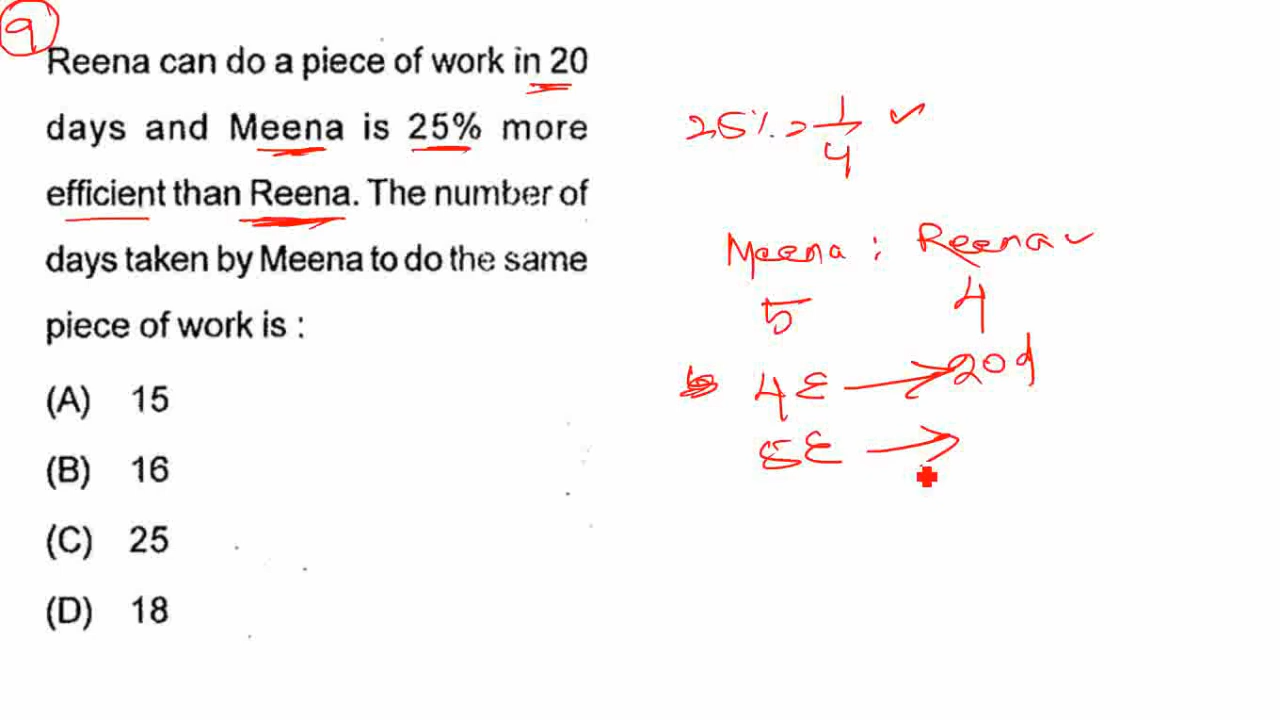 9
Reena can do a piece of work in 20
days and Meena is 25% more
efficient than Reena. The number of
days taken by Meena to do the same
piece of work is :
(A) 15
(B) 16
(C) 25
(D) 18
25% = 1/4 ✓
Meena : Reena
5 4
4E → 20d
5E →